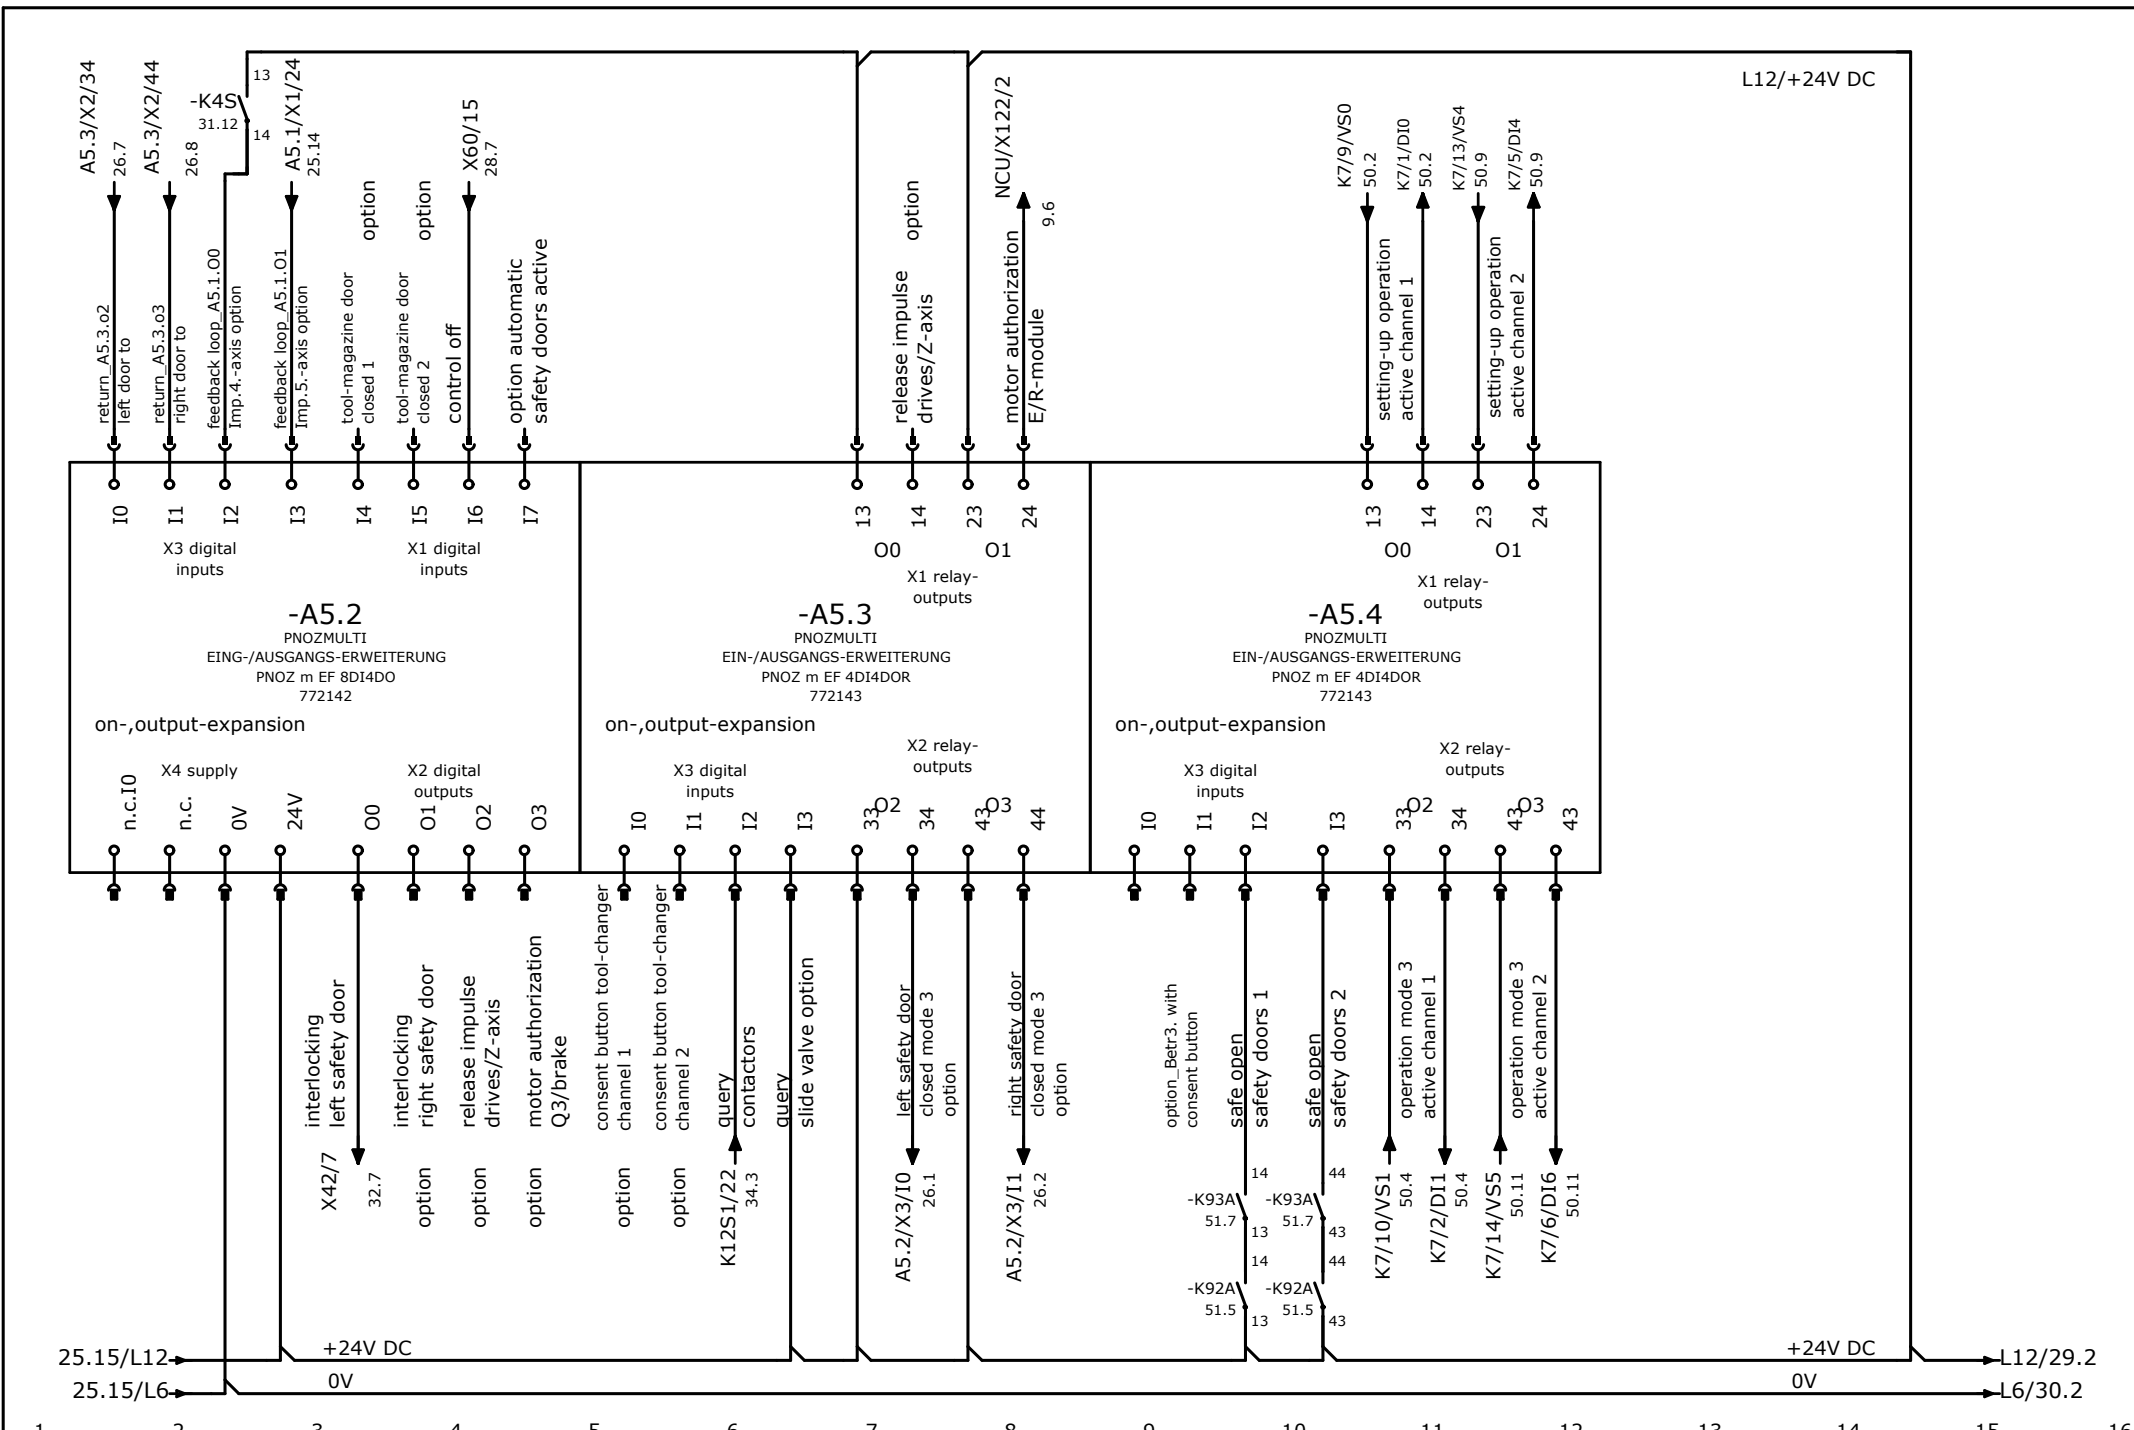 A5.3/X2/34
26.7
A5.3/X2/44
26.8
13
-K4S
31.12
14
A5.1/X1/24
25.14
X60/15
28.7
NCU/X122/2
9.6
K7/9/VS0
50.2
K7/1/DI0
50.2
K7/13/VS4
50.9
K7/5/DI4
50.9
L12/+24V DC
return_A5.3.o2
left door to
return_A5.3.o3
right door to
feedback loop_A5.1.O0
Imp.4.-axis option
feedback loop_A5.1.O1
Imp.5.-axis option
tool-magazine door
closed 1
option
tool-magazine door
closed 2
option
control off
option automatic
safety doors active
release impulse
drives/Z-axis
option
motor authorization
E/R-module
setting-up operation
active channel 1
setting-up operation
active channel 2
I0
I1
I2
I3
I4
I5
I6
I7
13
14
23
24
13
14
23
24
X3 digital
inputs
X1 digital
inputs
O0
O1
X1 relay-
outputs
O0
O1
X1 relay-
outputs
-A5.2
PNOZMULTI
EING-/AUSGANGS-ERWEITERUNG
PNOZ m EF 8DI4DO
772142
on-,output-expansion
-A5.3
PNOZMULTI
EIN-/AUSGANGS-ERWEITERUNG
PNOZ m EF 4DI4DOR
772143
on-,output-expansion
-A5.4
PNOZMULTI
EIN-/AUSGANGS-ERWEITERUNG
PNOZ m EF 4DI4DOR
772143
on-,output-expansion
X4 supply
X2 digital
outputs
X3 digital
inputs
X2 relay-
outputs
X3 digital
inputs
X2 relay-
outputs
n.c.I0
n.c.
0V
24V
O0
O1
O2
O3
I0
I1
I2
I3
33
O2
34
43
O3
44
I0
I1
I2
I3
33
O2
34
43
O3
43
interlocking
left safety door
X42/7
32.7
interlocking
right safety door
option
release impulse
drives/Z-axis
option
motor authorization
Q3/brake
option
consent button tool-changer
channel 1
option
consent button tool-changer
channel 2
option
query
contactors
K12S1/22
34.3
query
slide valve option
left safety door
closed mode 3
option
A5.2/X3/I0
26.1
right safety door
closed mode 3
option
A5.2/X3/I1
26.2
option_Betr3. with
consent button
safe open
safety doors 1
safe open
safety doors 2
operation mode 3
active channel 1
operation mode 3
active channel 2
14
-K93A
51.7
13
14
-K92A
51.5
13
44
-K93A
51.7
43
44
-K92A
51.5
43
K7/10/VS1
50.4
K7/2/DI1
50.4
K7/14/VS5
50.11
K7/6/DI6
50.11
25.15/L12
+24V DC
+24V DC
L12/29.2
25.15/L6
0V
0V
L6/30.2
1 2 3 4 5 6 7 8 9 10 11 12 13 14 15 16